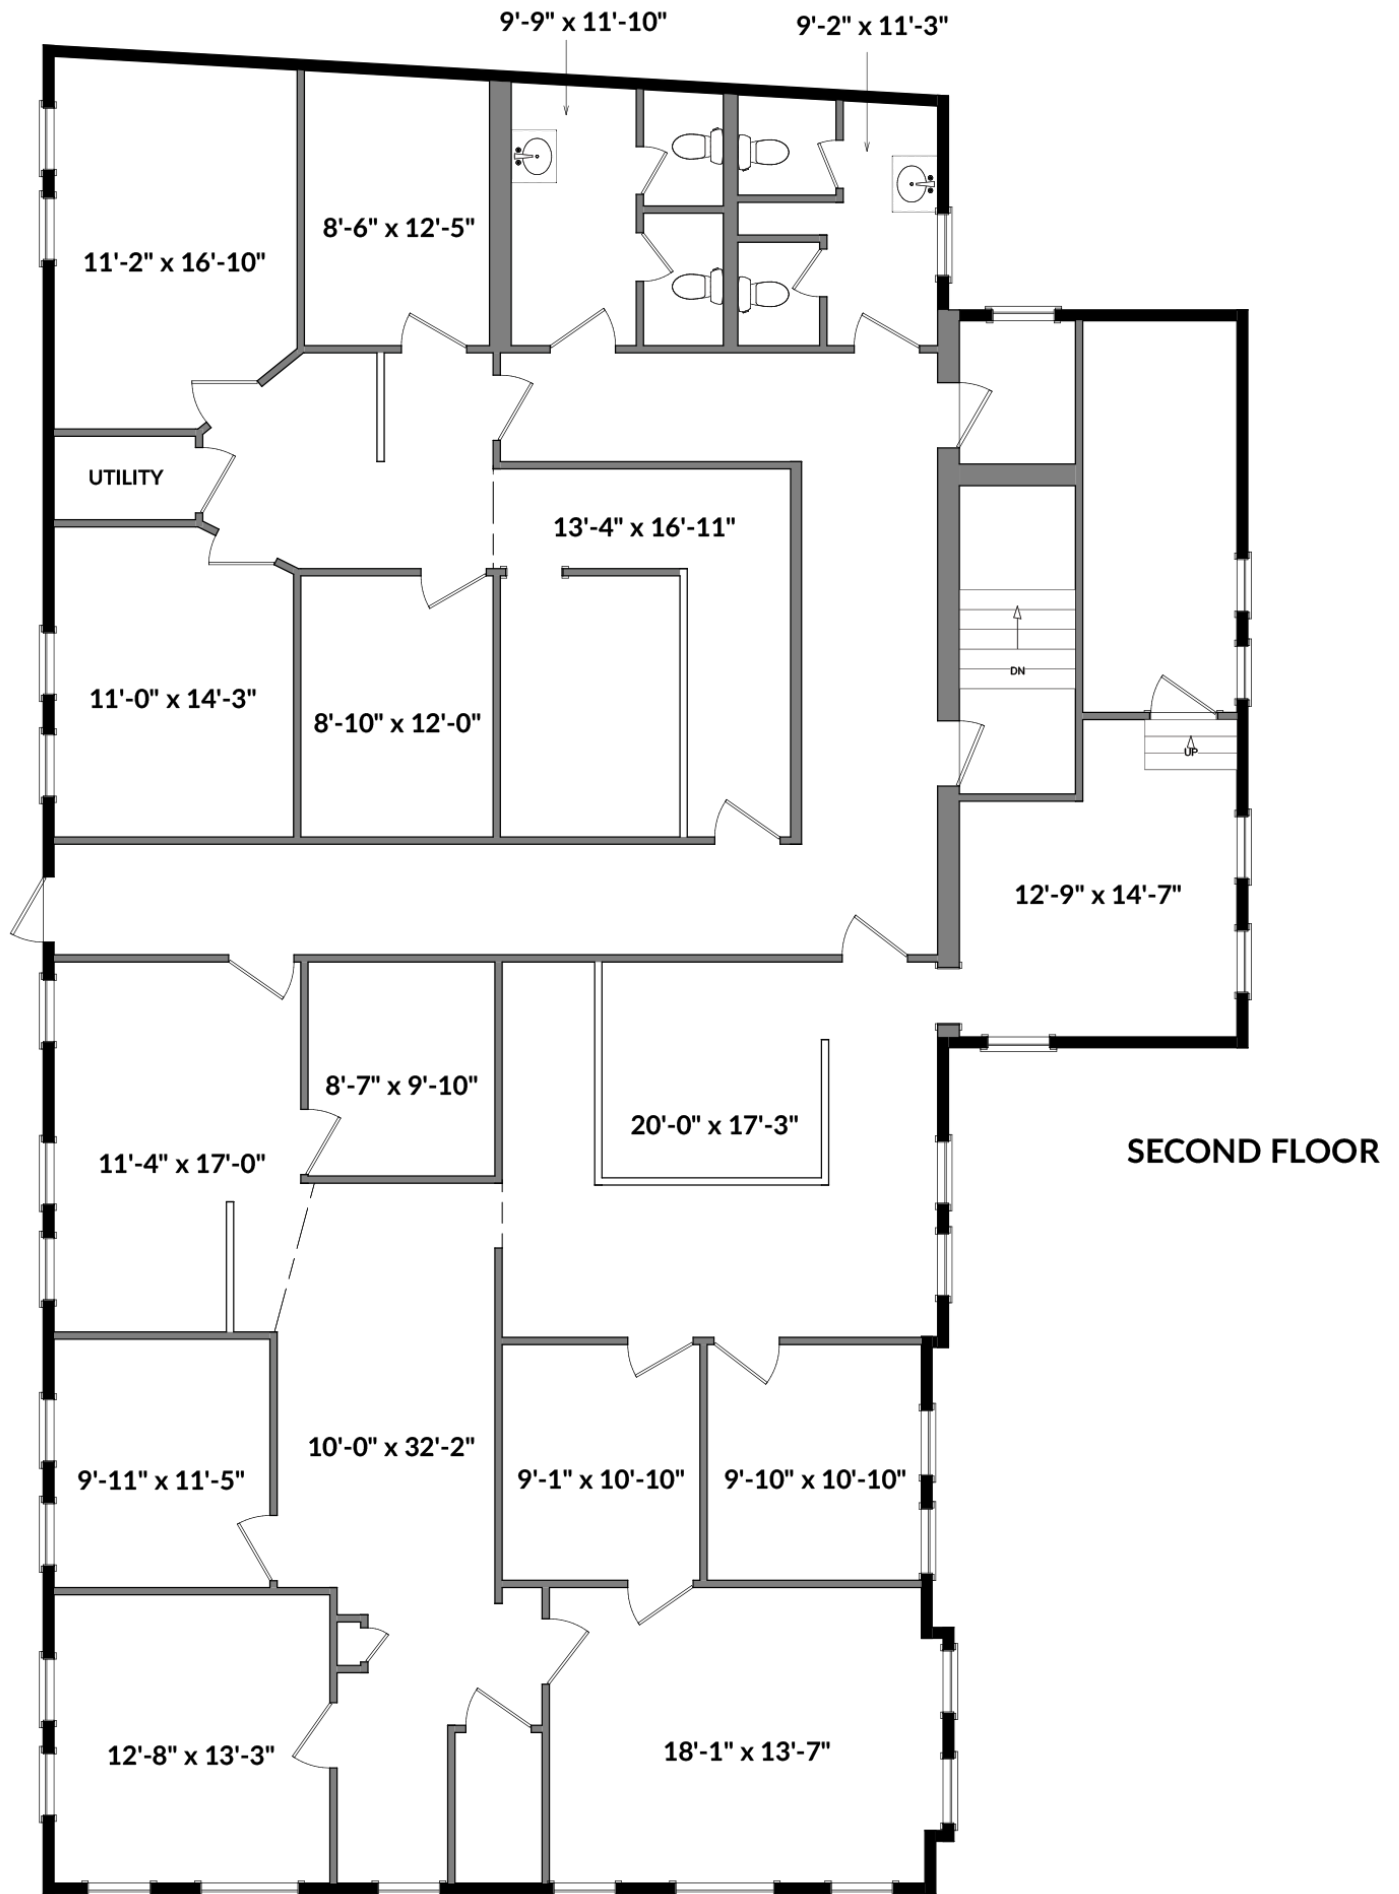 9'-9" x 11'-10"
9'-2" x 11'-3"
8'-6" x 12'-5"
11'-2" x 16'-10"
UTILITY
13'-4" x 16'-11"
DN
11'-0" x 14'-3"
8'-10" x 12'-0"
UP
12'-9" x 14'-7"
8'-7" x 9'-10"
20'-0" x 17'-3"
SECOND FLOOR
11'-4" x 17'-0"
10'-0" x 32'-2"
9'-11" x 11'-5"
9'-1" x 10'-10"
9'-10" x 10'-10"
12'-8" x 13'-3"
18'-1" x 13'-7"